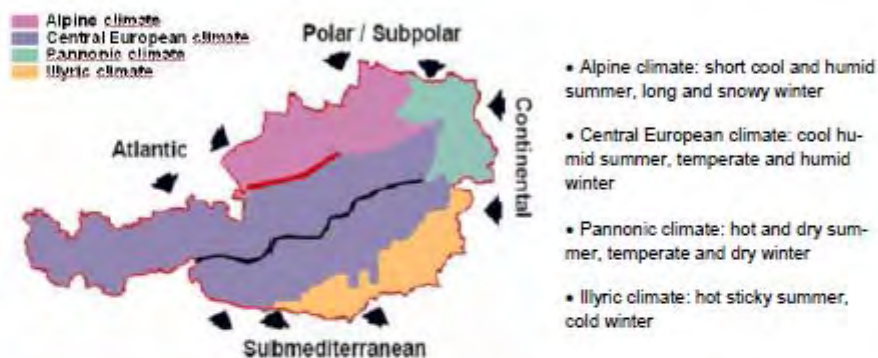 Alpine climate
Central European climate
Pannonic climate
Illyric climate
Polar / Subpolar
Atlantic
Continental
Submediterranean
• Alpine climate: short cool and humid
summer, long and snowy winter
• Central European climate: cool hu-
mid summer, temperate and humid
winter
• Pannonic climate: hot and dry sum-
mer, temperate and dry winter
• Illyric climate: hot sticky summer,
cold winter